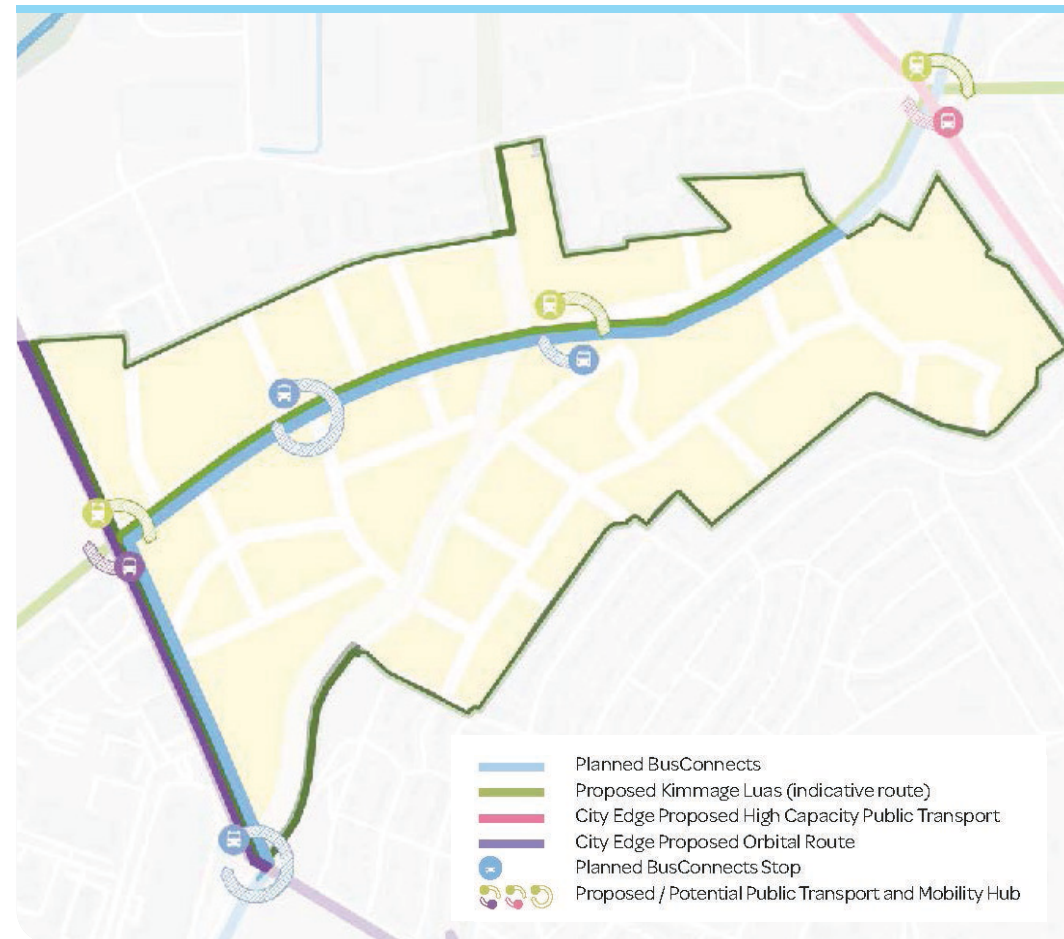 Planned BusConnects
Proposed Kimmage Luas (indicative route)
City Edge Proposed High Capacity Public Transport
City Edge Proposed Orbital Route
Planned BusConnects Stop
Proposed / Potential Public Transport and Mobility Hub